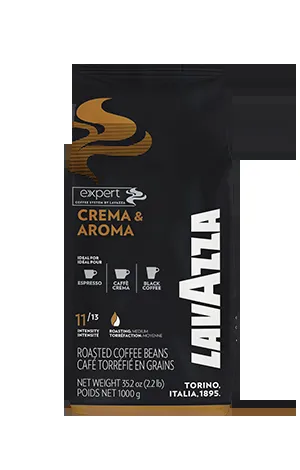 expert
COFFEE SYSTEM BY LAVAZZA
CREMA &
AROMA
IDEAL FOR
IDÉAL POUR
ESPRESSO
CAFFÈ
CREMA
BLACK
COFFEE
11/13
INTENSITY
INTENSITÉ
ROASTING, MEDIUM
TORRÉFACTION, MOYENNE
ROASTED COFFEE BEANS
CAFÉ TORRÉFIÉ EN GRAINS
NET WEIGHT 35.2 OZ (2.2 lb)
POIDS NET 1000 g
LAVAZZA
TORINO,
ITALIA, 1895.